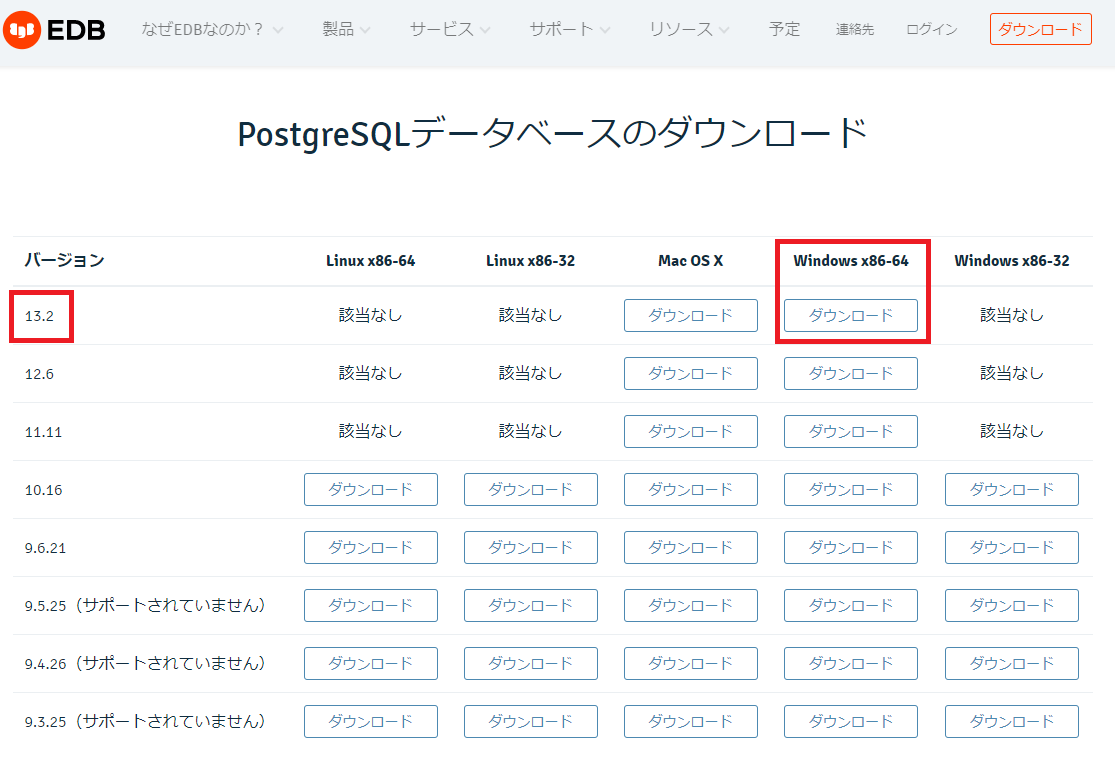 EDB なぜEDBなのか？ 製品 サービス サポート リソース 予定 連絡先 ログイン ダウンロード
PostgreSQLデータベースのダウンロード
バージョン Linux x86-64 Linux x86-32 Mac OS X Windows x86-64 Windows x86-32
13.2 該当なし 該当なし ダウンロード ダウンロード 該当なし
12.6 該当なし 該当なし ダウンロード ダウンロード 該当なし
11.11 該当なし 該当なし ダウンロード ダウンロード 該当なし
10.16 ダウンロード ダウンロード ダウンロード ダウンロード ダウンロード
9.6.21 ダウンロード ダウンロード ダウンロード ダウンロード ダウンロード
9.5.25（サポートされていません） ダウンロード ダウンロード ダウンロード ダウンロード ダウンロード
9.4.26（サポートされていません） ダウンロード ダウンロード ダウンロード ダウンロード ダウンロード
9.3.25（サポートされていません） ダウンロード ダウンロード ダウンロード ダウンロード ダウンロード